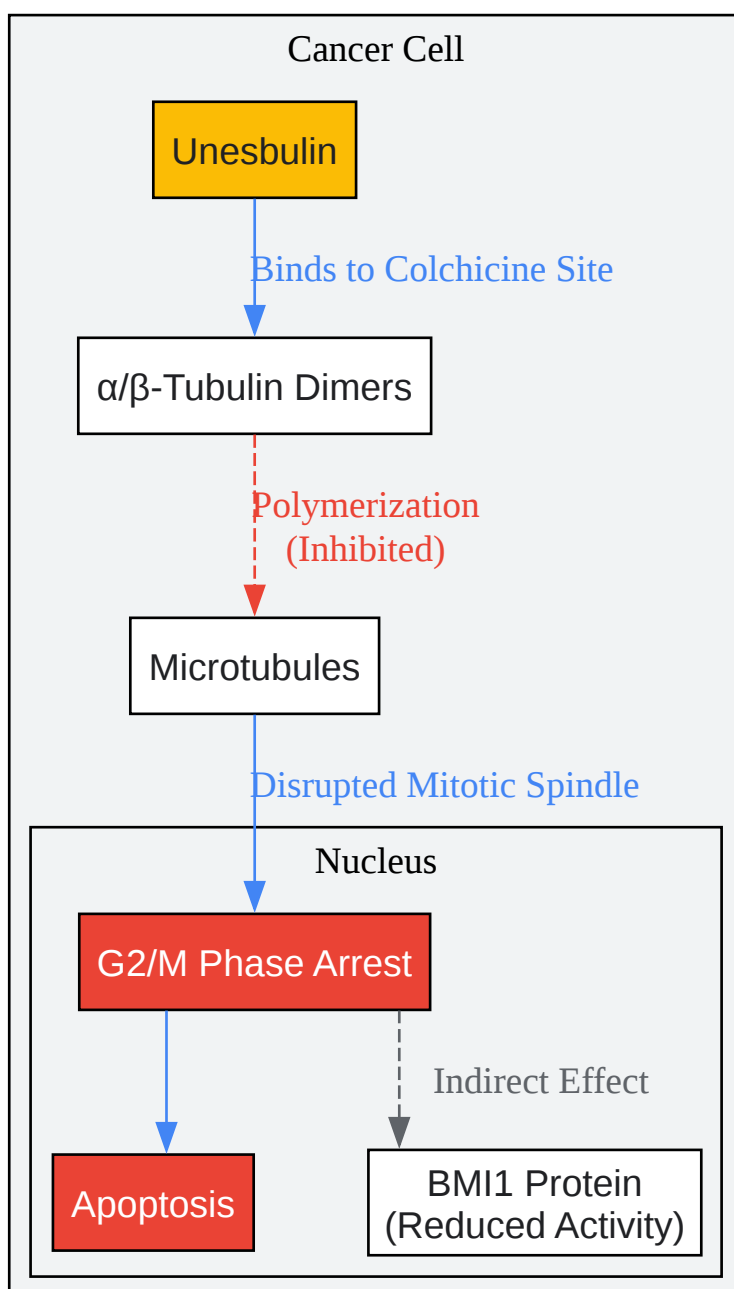 Cancer Cell
Unesbulin
Binds to Colchicine Site
α/β-Tubulin Dimers
Polymerization
(Inhibited)
Microtubules
Disrupted Mitotic Spindle
Nucleus
G2/M Phase Arrest
Indirect Effect
Apoptosis
BMI1 Protein
(Reduced Activity)